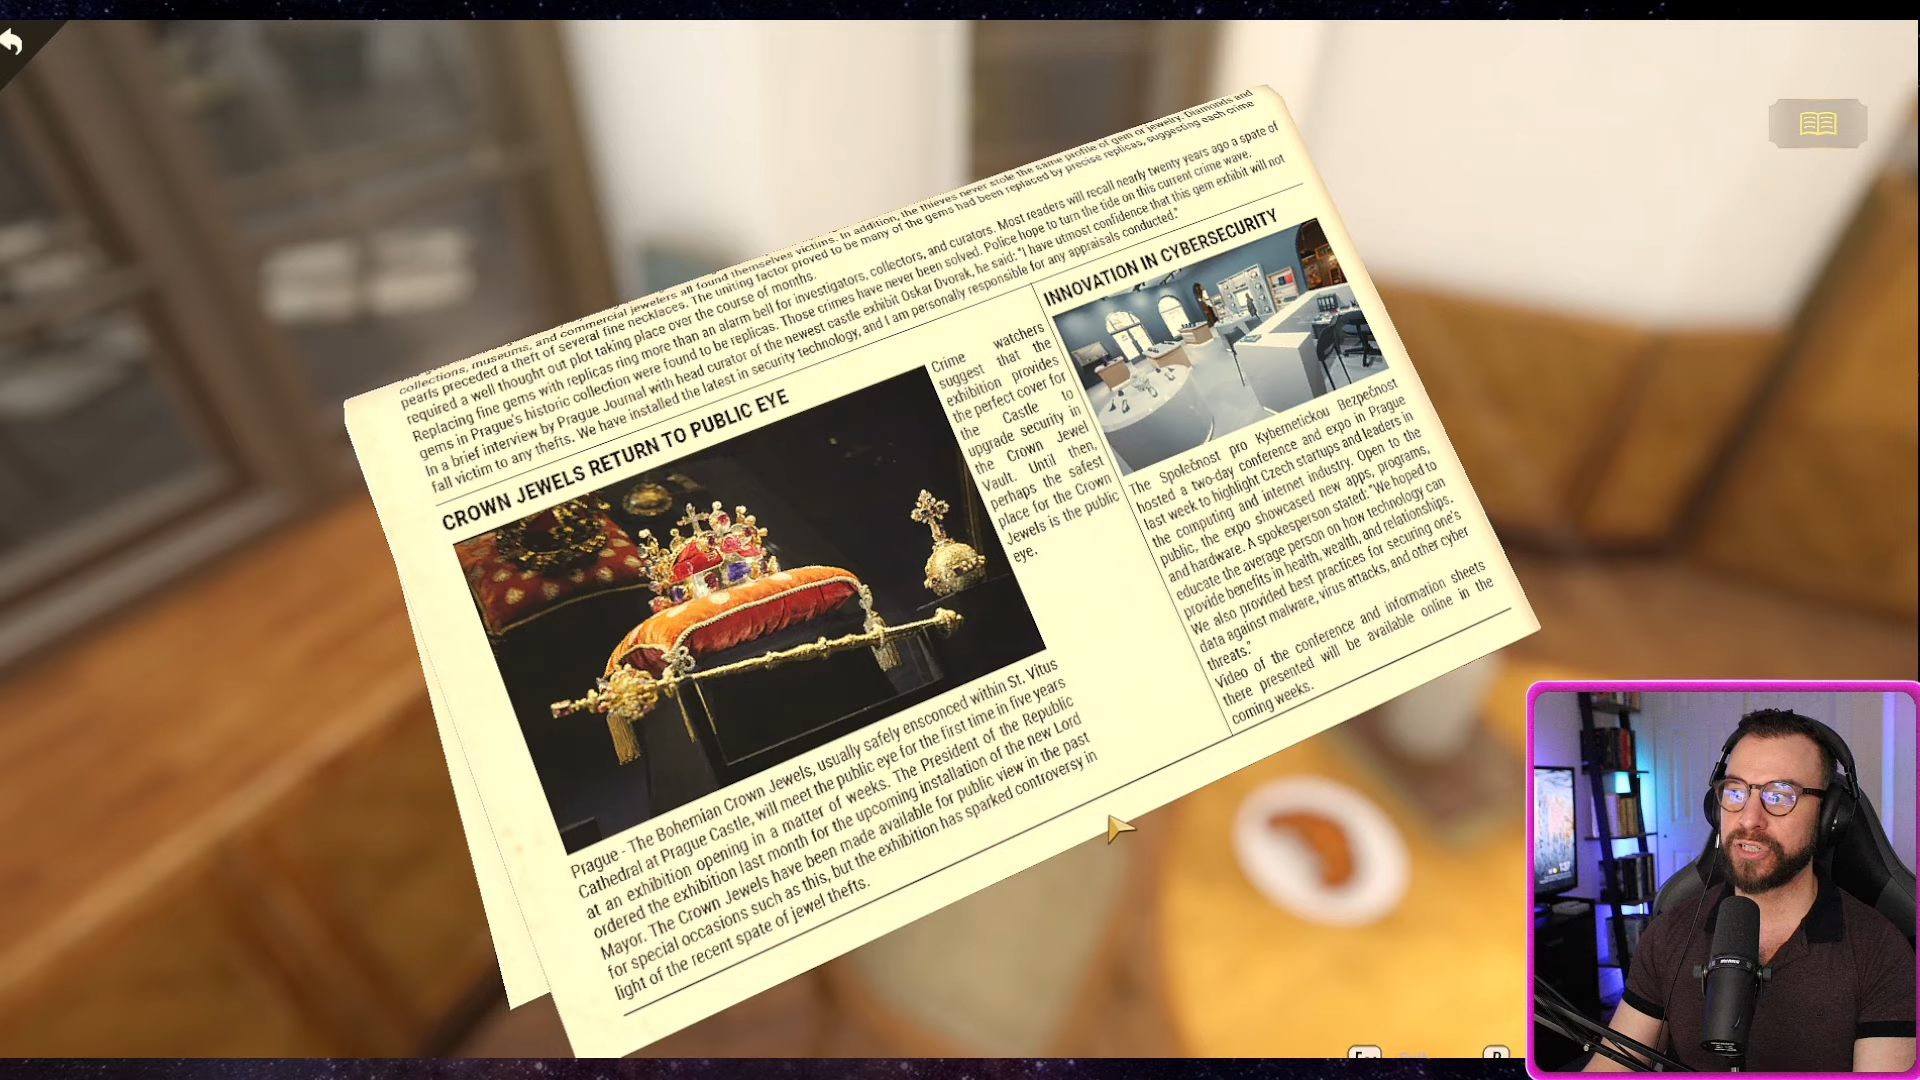 collections, museums, and commercial jewelers all found themselves victims. In addition, the thieves never stole the same profile of gem or jewelry. Diamonds and
pearls preceded a theft of several fine necklaces. The uniting factor proved to be many of the gems had been replaced by precise replicas, suggesting each crime
required a well thought out plot taking place over the course of months.
Replacing fine gems with replicas ring more than an alarm bell for investigators, collectors, and curators. Most readers will recall nearly twenty years ago a spate of
gems in Prague's historic collection were found to be replicas. Those crimes have never been solved. Police hope to turn the tide on this current crime wave.
In a brief interview by Prague Journal with head curator of the newest castle exhibit Oskar Dvorak, he said: "I have utmost confidence that this gem exhibit will not
fall victim to any thefts. We have installed the latest in security technology, and I am personally responsible for any appraisals conducted."
CROWN JEWELS RETURN TO PUBLIC EYE
Prague - The Bohemian Crown Jewels, usually safely ensconced within St. Vitus
Cathedral at Prague Castle, will meet the public eye for the first time in five years
at an exhibition opening in a matter of weeks. The President of the Republic
ordered the exhibition last month for the upcoming installation of the new Lord
Mayor. The Crown Jewels have been made available for public view in the past
for special occasions such as this, but the exhibition has sparked controversy in
light of the recent spate of jewel thefts.
Crime watchers
suggest that the
exhibition provides
the perfect cover for
the Castle to
upgrade security in
the Crown Jewel
Vault. Until then,
perhaps the safest
place for the Crown
Jewels is the public
eye.
INNOVATION IN CYBERSECURITY
The Společnost pro Kybernetickou Bezpečnost
hosted a two-day conference and expo in Prague
last week to highlight Czech startups and leaders in
the computing and internet industry. Open to the
public, the expo showcased new apps, programs,
and hardware. A spokesperson stated: "We hoped to
educate the average person on how technology can
provide benefits in health, wealth, and relationships.
We also provided best practices for securing one's
data against malware, virus attacks, and other cyber
threats."
Video of the conference and information sheets
there presented will be available online in the
coming weeks.